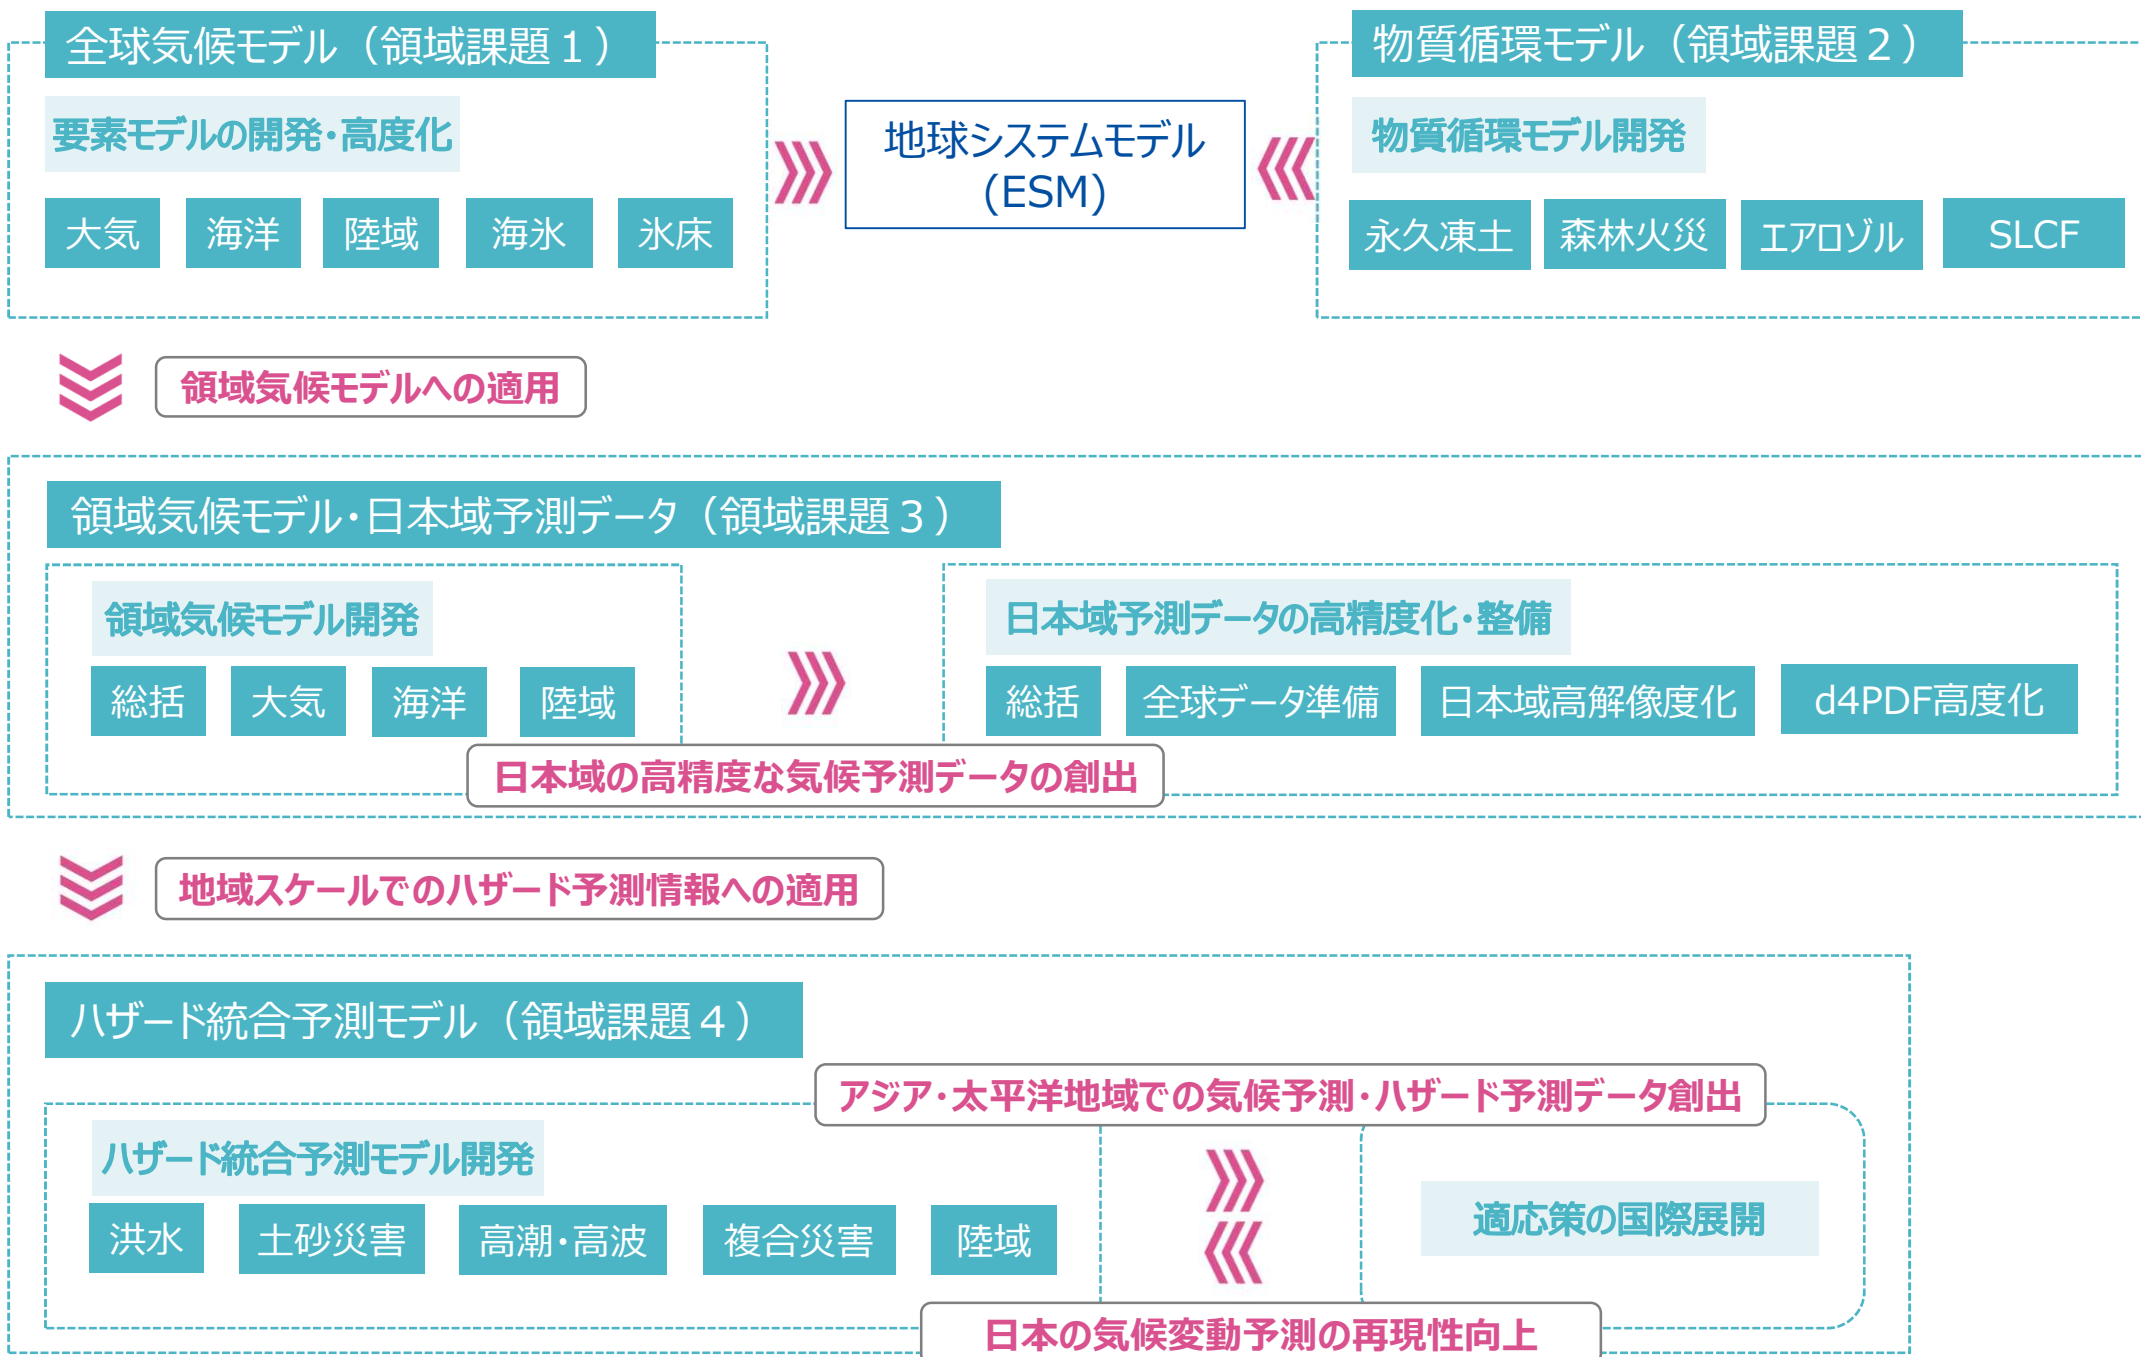 全球気候モデル（領域課題１）
要素モデルの開発・高度化
大気 海洋 陸域 海氷 氷床
地球システムモデル
(ESM)
物質循環モデル（領域課題２）
物質循環モデル開発
永久凍土 森林火災 エアロゾル SLCF
領域気候モデルへの適用
領域気候モデル・日本域予測データ（領域課題３）
領域気候モデル開発
総括 大気 海洋 陸域
日本域予測データの高精度化・整備
総括 全球データ準備 日本域高解像度化 d4PDF高度化
日本域の高精度な気候予測データの創出
地域スケールでのハザード予測情報への適用
ハザード統合予測モデル（領域課題４）
アジア・太平洋地域での気候予測・ハザード予測データ創出
ハザード統合予測モデル開発
洪水 土砂災害 高潮・高波 複合災害 陸域
適応策の国際展開
日本の気候変動予測の再現性向上